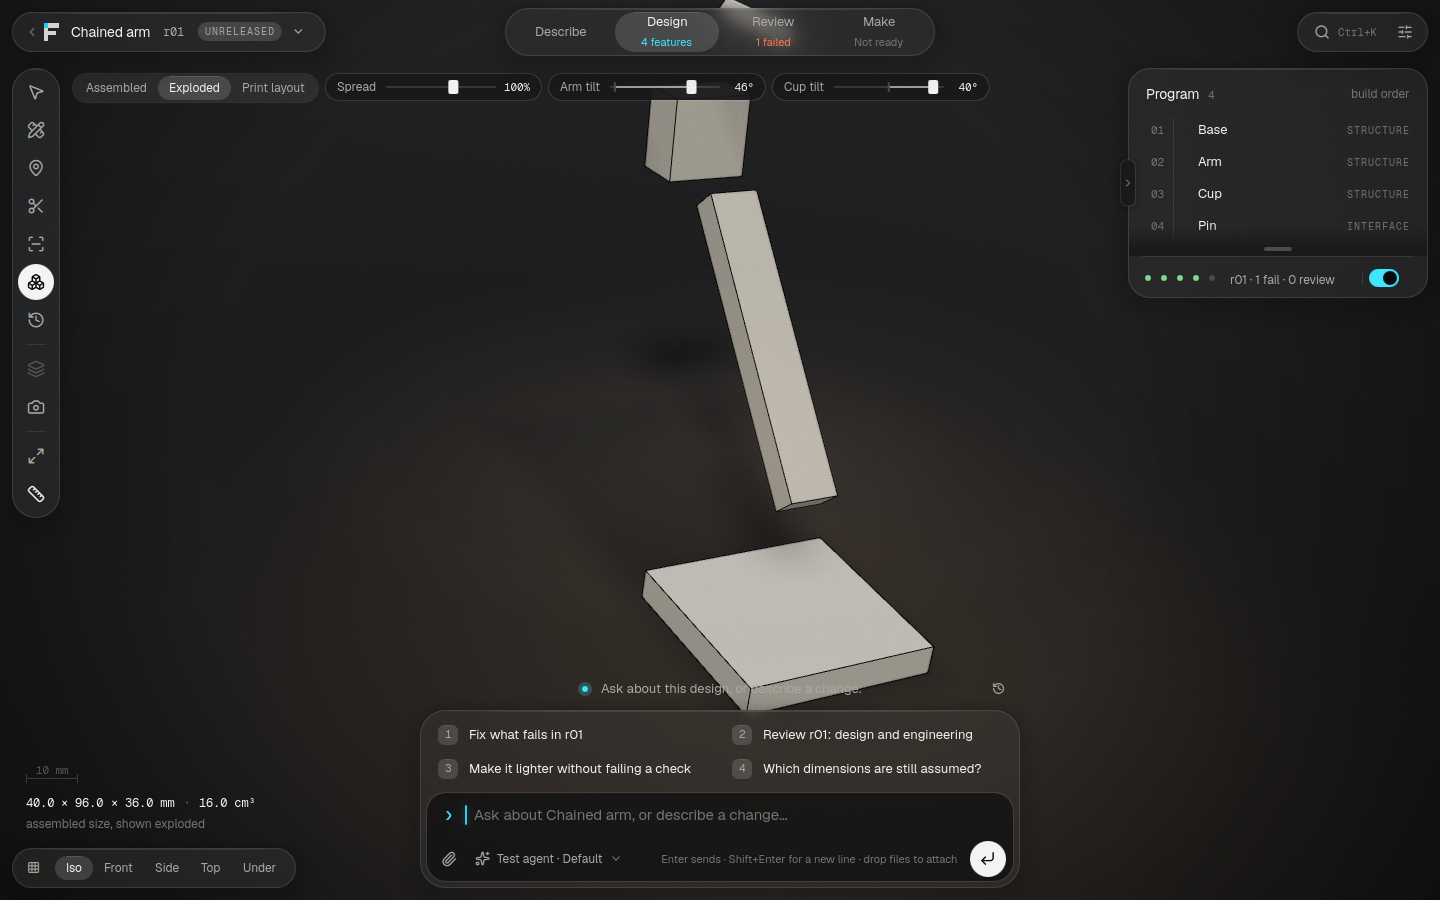 Chained arm r01 UNRELEASED
Describe
Design
4 features
Review
1 failed
Make
Not ready
Ctrl+K
Assembled Exploded Print layout
Spread 100%
Arm tilt 46°
Cup tilt 40°
Program 4 build order
01 Base STRUCTURE
02 Arm STRUCTURE
03 Cup STRUCTURE
04 Pin INTERFACE
r01 · 1 fail · 0 review
Ask about this design, or describe a change.
1 Fix what fails in r01
2 Review r01: design and engineering
3 Make it lighter without failing a check
4 Which dimensions are still assumed?
Ask about Chained arm, or describe a change…
Test agent · Default
Enter sends · Shift+Enter for a new line · drop files to attach
10 mm
40.0 × 96.0 × 36.0 mm · 16.0 cm³
assembled size, shown exploded
Iso Front Side Top Under